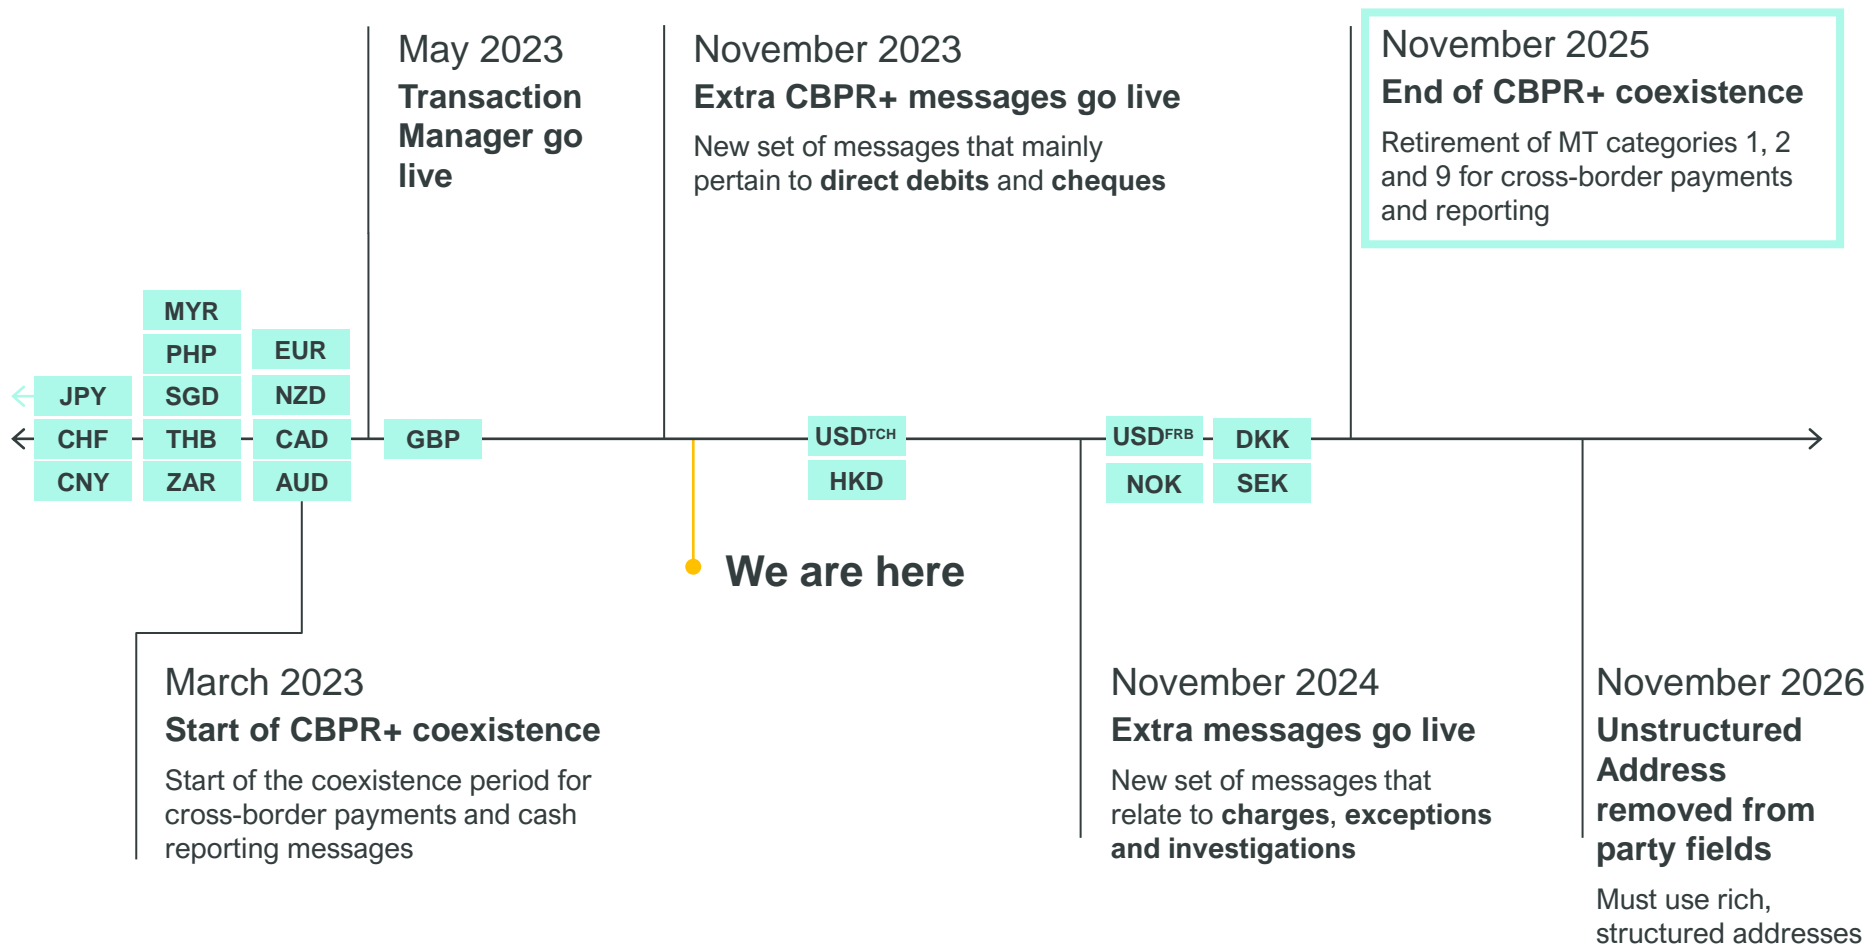 May 2023
Transaction
Manager go
live
November 2023
Extra CBPR+ messages go live
New set of messages that mainly
pertain to direct debits and cheques
November 2025
End of CBPR+ coexistence
Retirement of MT categories 1, 2
and 9 for cross-border payments
and reporting
JPY
CHF
CNY
MYR
PHP
SGD
THB
ZAR
EUR
NZD
CAD
AUD
GBP
USDTCH
HKD
USDFRB
NOK
DKK
SEK
We are here
March 2023
Start of CBPR+ coexistence
Start of the coexistence period for
cross-border payments and cash
reporting messages
November 2024
Extra messages go live
New set of messages that
relate to charges, exceptions
and investigations
November 2026
Unstructured
Address
removed from
party fields
Must use rich,
structured addresses